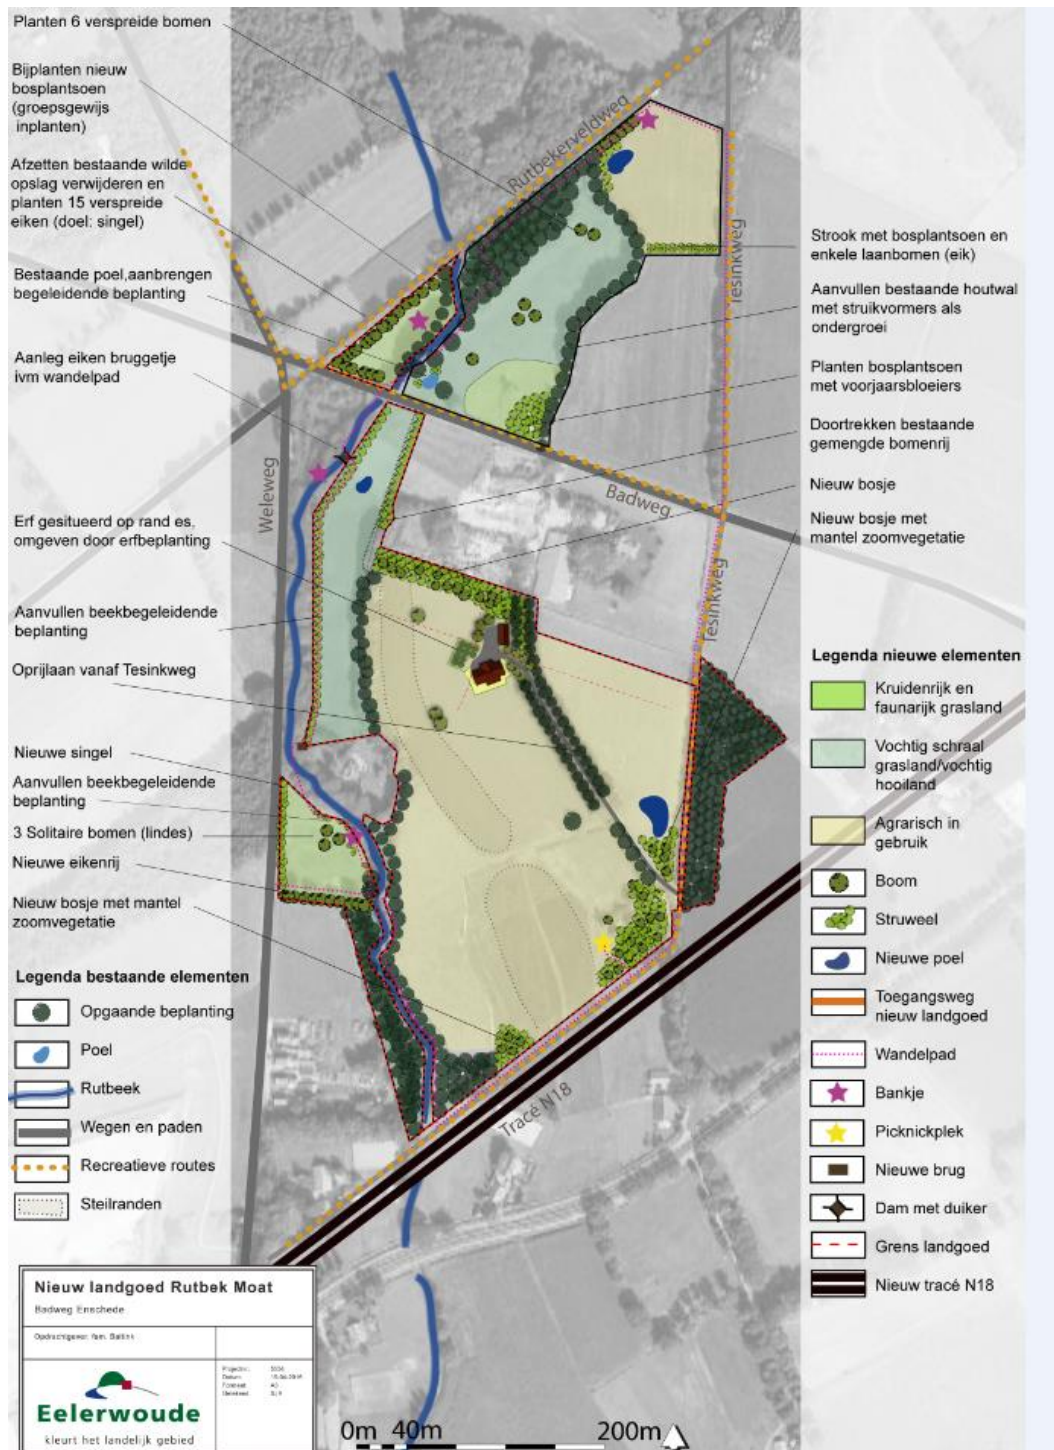 Planten 6 verspreide bomen
Bijplanten nieuw
bosplantsoen
(groepsgewijs
inplanten)
Afzetten bestaande wilde
opslag verwijderen en
planten 15 verspreide
eiken (doel: singel)
Bestaande poel,aanbrengen
begeleidende beplanting
Aanleg eiken bruggetje
ivm wandelpad
Erf gesitueerd op rand es,
omgeven door erfbeplanting
Aanvullen beekbegeleidende
beplanting
Oprijlaan vanaf Tesinkweg
Nieuwe singel
Aanvullen beekbegeleidende
beplanting
3 Solitaire bomen (lindes)
Nieuwe eikenrij
Nieuw bosje met mantel
zoomvegetatie
Legenda bestaande elementen
Opgaande beplanting
Poel
Rutbeek
Wegen en paden
Recreatieve routes
Steilranden
Rutbekerveldweg
Tesinkweg
Badweg
Weleweg
Tesinkweg
Tracé N18
Strook met bosplantsoen en
enkele laanbomen (eik)
Aanvullen bestaande houtwal
met struikvormers als
ondergroei
Planten bosplantsoen
met voorjaarsbloeiers
Doortrekken bestaande
gemengde bomenrij
Nieuw bosje
Nieuw bosje met
mantel zoomvegetatie
Legenda nieuwe elementen
Kruidenrijk en
faunarijk grasland
Vochtig schraal
grasland/vochtig
hooiland
Agrarisch in
gebruik
Boom
Struweel
Nieuwe poel
Toegangsweg
nieuw landgoed
Wandelpad
Bankje
Picknickplek
Nieuwe brug
Dam met duiker
Grens landgoed
Nieuw tracé N18
Nieuw landgoed Rutbek Moat
Badweg Enschede
Opdrachtgever: fam.
Projectnr.
Datum
Formaat A3
Eelerwoude
kleurt het landelijk gebied
0m 40m 200m